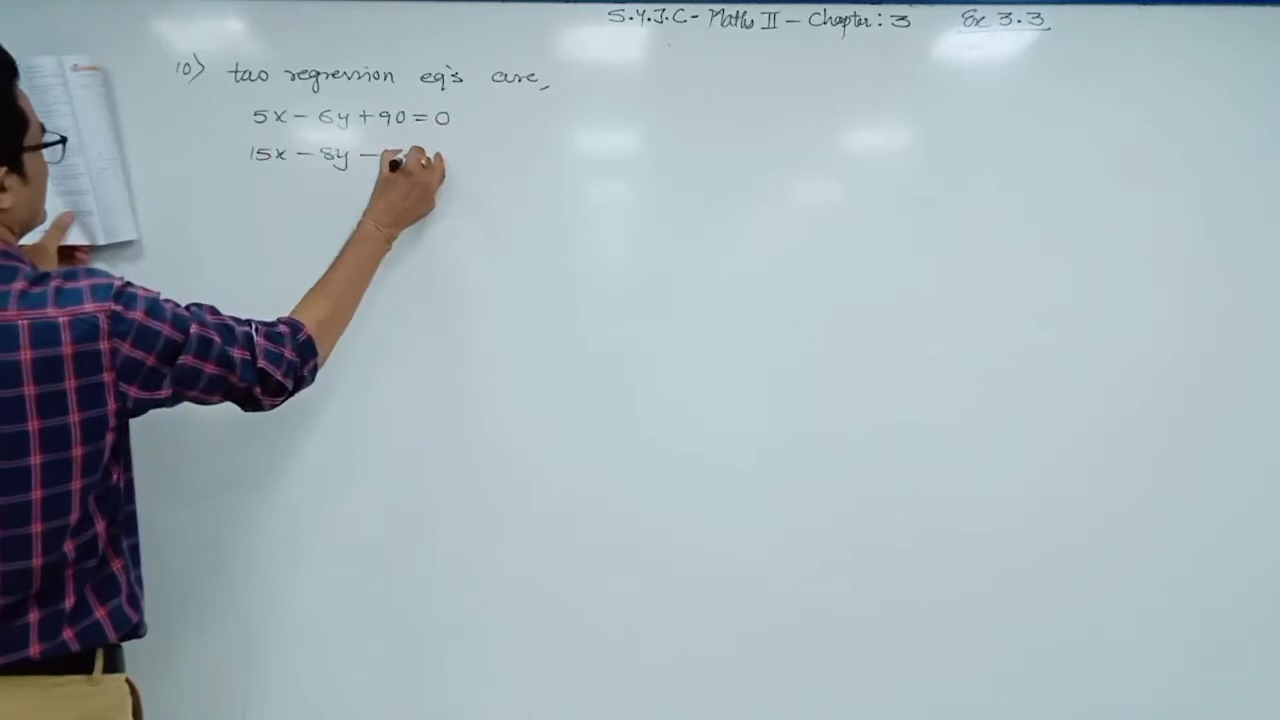 S.Y.J.C - Maths II - Chapter : 3 Ex 3.3
10) two regression eq's are,
5x - 6y + 90 = 0
15x - 8y -